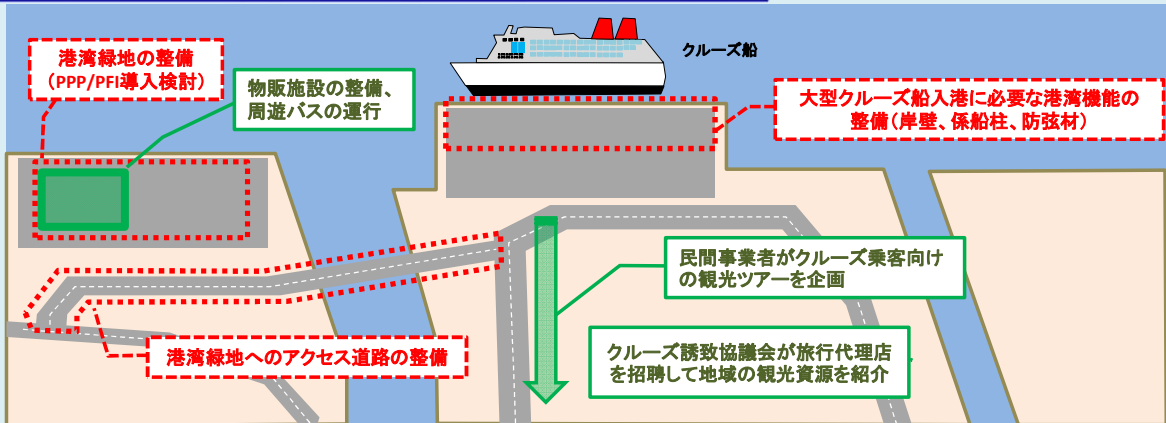 港湾緑地の整備
（PPP/PFI導入検討）
物販施設の整備、
周遊バスの運行
クルーズ船
大型クルーズ船入港に必要な港湾機能の
整備（岸壁、係船柱、防弦材）
民間事業者がクルーズ乗客向け
の観光ツアーを企画
港湾緑地へのアクセス道路の整備
クルーズ誘致協議会が旅行代理店
を招聘して地域の観光資源を紹介